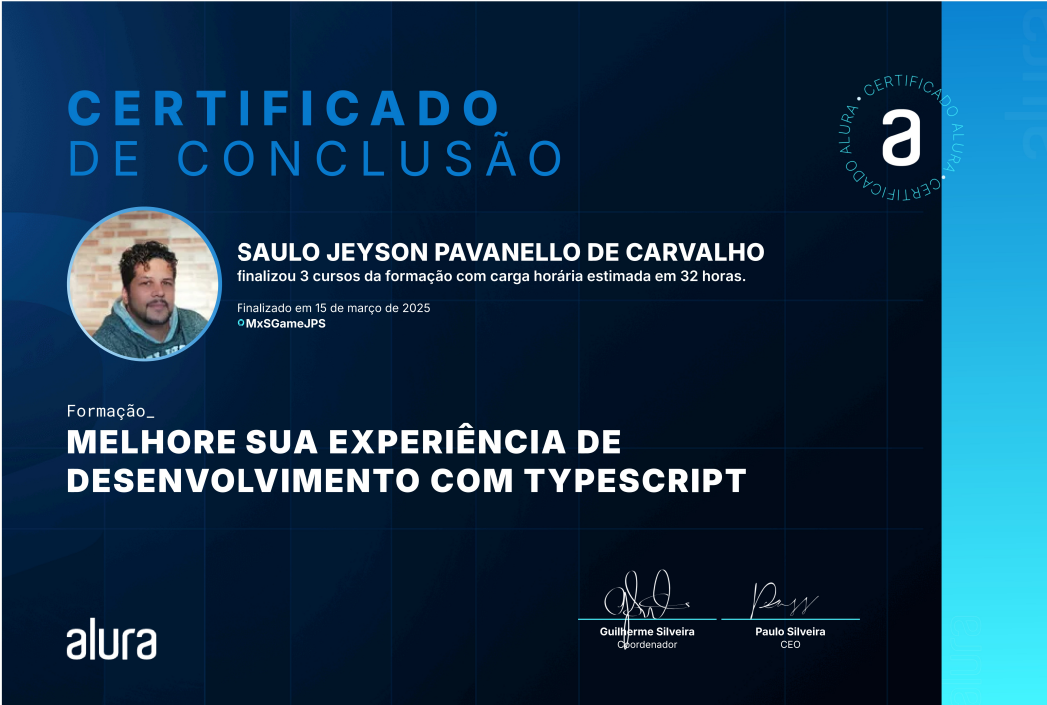 CERTIFICADO
DE CONCLUSÃO
CERTIFICADO ALURA • CERTIFICADO ALURA •
a
SAULO JEYSON PAVANELLO DE CARVALHO
finalizou 3 cursos da formação com carga horária estimada em 32 horas.
Finalizado em 15 de março de 2025
MxSGameJPS
Formação_
MELHORE SUA EXPERIÊNCIA DE
DESENVOLVIMENTO COM TYPESCRIPT
alura
Guilherme Silveira
Coordenador
Paulo Silveira
CEO